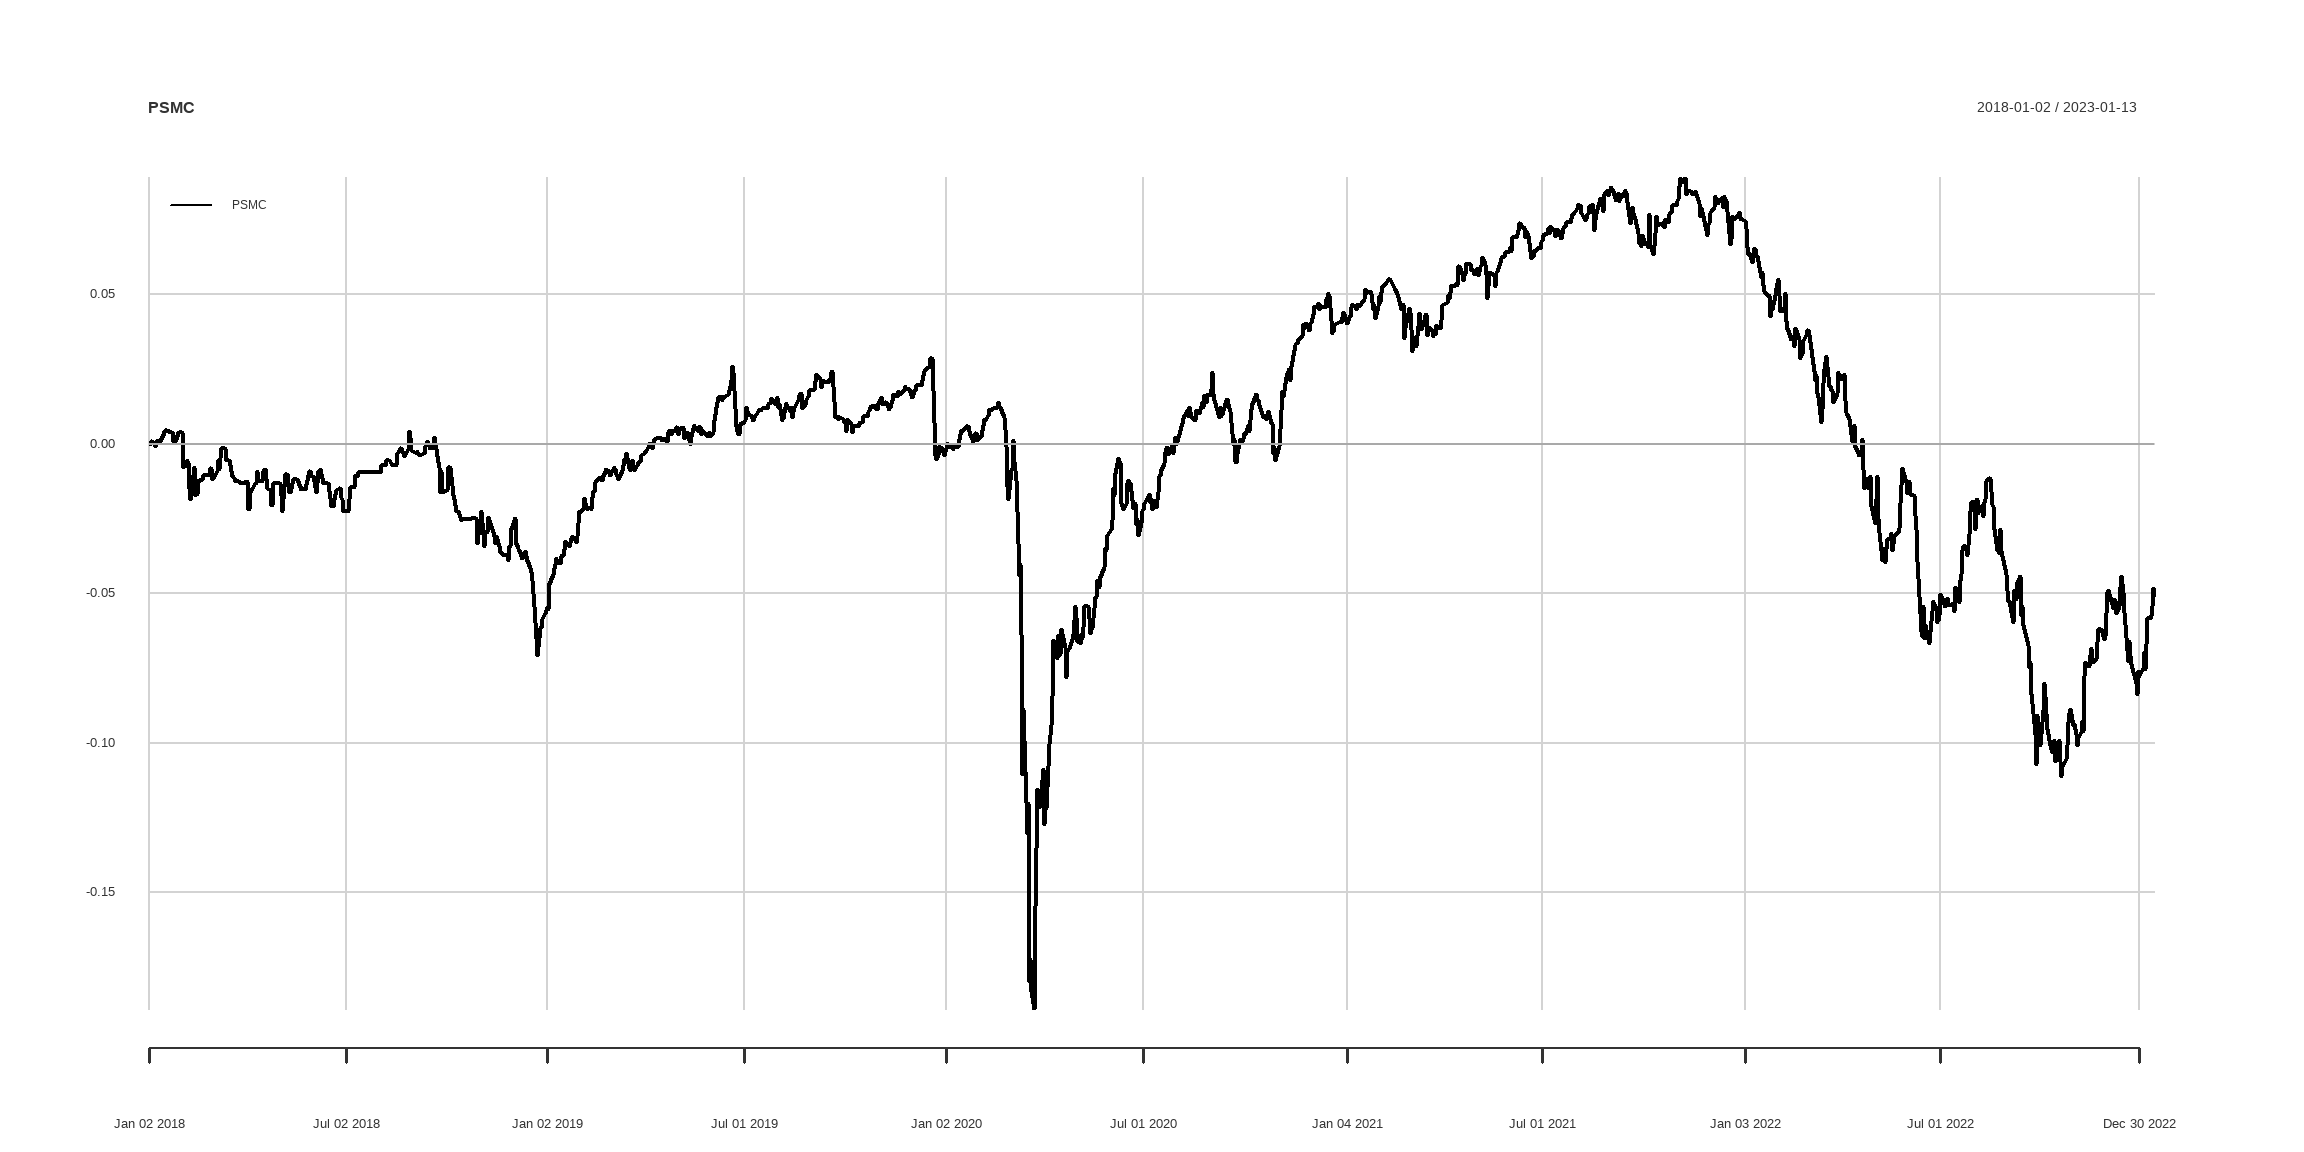 PSMC
2018-01-02 / 2023-01-13
PSMC
0.05
0.00
-0.05
-0.10
-0.15
Jan 02 2018
Jul 02 2018
Jan 02 2019
Jul 01 2019
Jan 02 2020
Jul 01 2020
Jan 04 2021
Jul 01 2021
Jan 03 2022
Jul 01 2022
Dec 30 2022